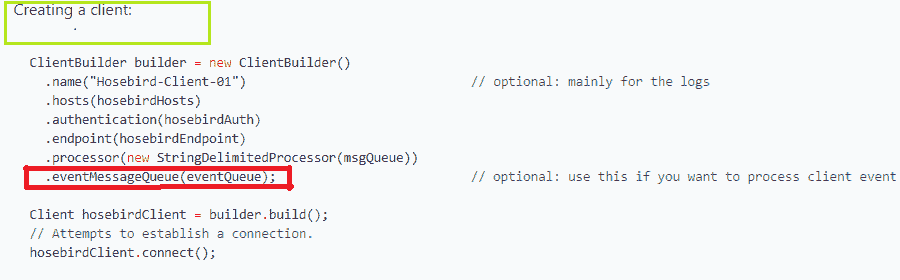 Creating a client:
ClientBuilder builder = new ClientBuilder()
.name("Hosebird-Client-01") // optional: mainly for the logs
.hosts(hosebirdHosts)
.authentication(hosebirdAuth)
.endpoint(hosebirdEndpoint)
.processor(new StringDelimitedProcessor(msgQueue))
.eventMessageQueue(eventQueue); // optional: use this if you want to process client event
Client hosebirdClient = builder.build();
// Attempts to establish a connection.
hosebirdClient.connect();